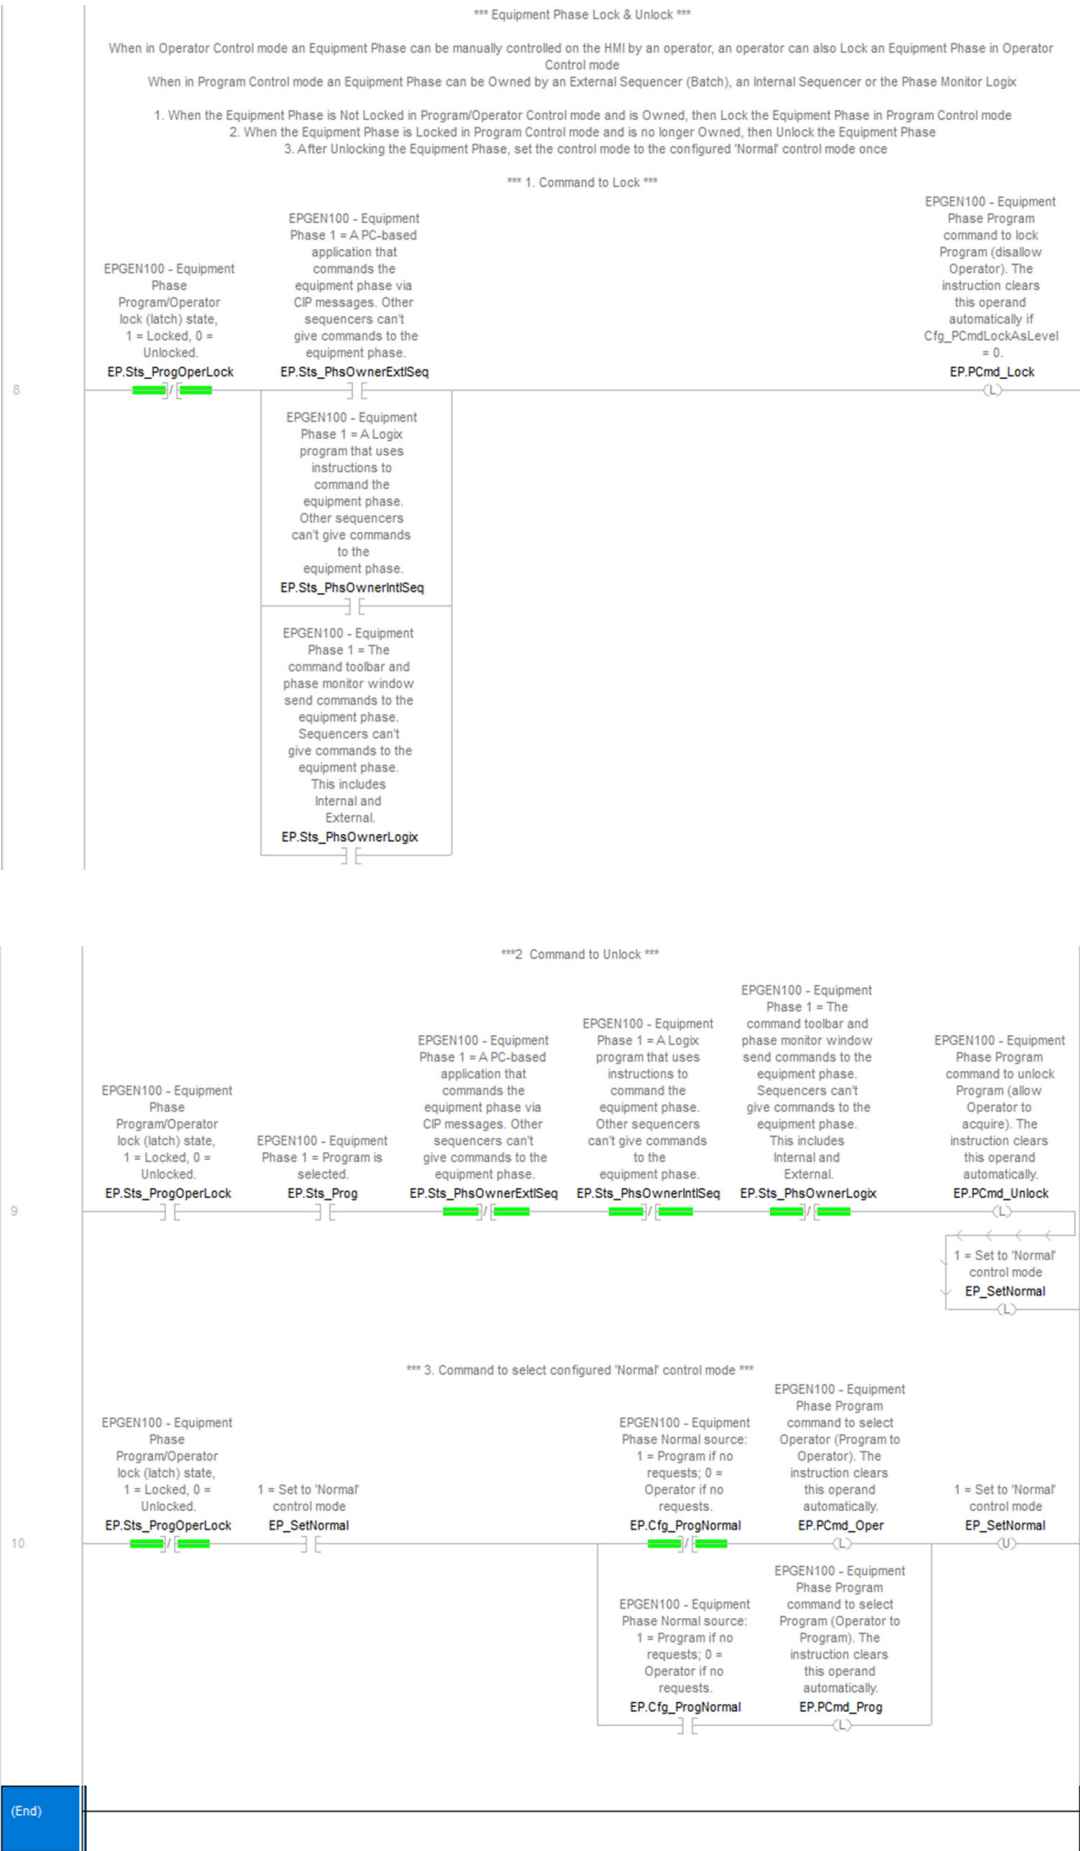 *** Equipment Phase Lock & Unlock ***
When in Operator Control mode an Equipment Phase can be manually controlled on the HMI by an operator, an operator can also Lock an Equipment Phase in Operator
Control mode
When in Program Control mode an Equipment Phase can be Owned by an External Sequencer (Batch), an Internal Sequencer or the Phase Monitor Logix
1. When the Equipment Phase is Not Locked in Program/Operator Control mode and is Owned, then Lock the Equipment Phase in Program Control mode
2. When the Equipment Phase is Locked in Program Control mode and is no longer Owned, then Unlock the Equipment Phase
3. After Unlocking the Equipment Phase, set the control mode to the configured 'Normal' control mode once
*** 1. Command to Lock ***
EPGEN100 - Equipment
Phase
Program/Operator
lock (latch) state,
1 = Locked, 0 =
Unlocked.
EP.Sts_ProgOperLock
EPGEN100 - Equipment
Phase 1 = A PC-based
application that
commands the
equipment phase via
CIP messages. Other
sequencers can't
give commands to the
equipment phase.
EP.Sts_PhsOwnerExtlSeq
EPGEN100 - Equipment
Phase Program
command to lock
Program (disallow
Operator). The
instruction clears
this operand
automatically if
Cfg_PCmdLockAsLevel
= 0.
EP.PCmd_Lock
8
L
EPGEN100 - Equipment
Phase 1 = A Logix
program that uses
instructions to
command the
equipment phase.
Other sequencers
can't give commands
to the
equipment phase.
EP.Sts_PhsOwnerIntlSeq
EPGEN100 - Equipment
Phase 1 = The
command toolbar and
phase monitor window
send commands to the
equipment phase.
Sequencers can't
give commands to the
equipment phase.
This includes
Internal and
External.
EP.Sts_PhsOwnerLogix
***2 Command to Unlock ***
EPGEN100 - Equipment
Phase
Program/Operator
lock (latch) state,
1 = Locked, 0 =
Unlocked.
EP.Sts_ProgOperLock
EPGEN100 - Equipment
Phase 1 = Program is
selected.
EP.Sts_Prog
EPGEN100 - Equipment
Phase 1 = A PC-based
application that
commands the
equipment phase via
CIP messages. Other
sequencers can't
give commands to the
equipment phase.
EP.Sts_PhsOwnerExtlSeq
EPGEN100 - Equipment
Phase 1 = A Logix
program that uses
instructions to
command the
equipment phase.
Other sequencers
can't give commands
to the
equipment phase.
EP.Sts_PhsOwnerIntlSeq
EPGEN100 - Equipment
Phase 1 = The
command toolbar and
phase monitor window
send commands to the
equipment phase.
Sequencers can't
give commands to the
equipment phase.
This includes
Internal and
External.
EP.Sts_PhsOwnerLogix
EPGEN100 - Equipment
Phase Program
command to unlock
Program (allow
Operator to
acquire). The
instruction clears
this operand
automatically.
EP.PCmd_Unlock
9
L
1 = Set to 'Normal'
control mode
EP_SetNormal
L
*** 3. Command to select configured 'Normal' control mode ***
EPGEN100 - Equipment
Phase
Program/Operator
lock (latch) state,
1 = Locked, 0 =
Unlocked.
EP.Sts_ProgOperLock
1 = Set to 'Normal'
control mode
EP_SetNormal
EPGEN100 - Equipment
Phase Normal source:
1 = Program if no
requests; 0 =
Operator if no
requests.
EP.Cfg_ProgNormal
EPGEN100 - Equipment
Phase Program
command to select
Operator (Program to
Operator). The
instruction clears
this operand
automatically.
EP.PCmd_Oper
1 = Set to 'Normal'
control mode
EP_SetNormal
10
L
U
EPGEN100 - Equipment
Phase Normal source:
1 = Program if no
requests; 0 =
Operator if no
requests.
EP.Cfg_ProgNormal
EPGEN100 - Equipment
Phase Program
command to select
Program (Operator to
Program). The
instruction clears
this operand
automatically.
EP.PCmd_Prog
L
(End)